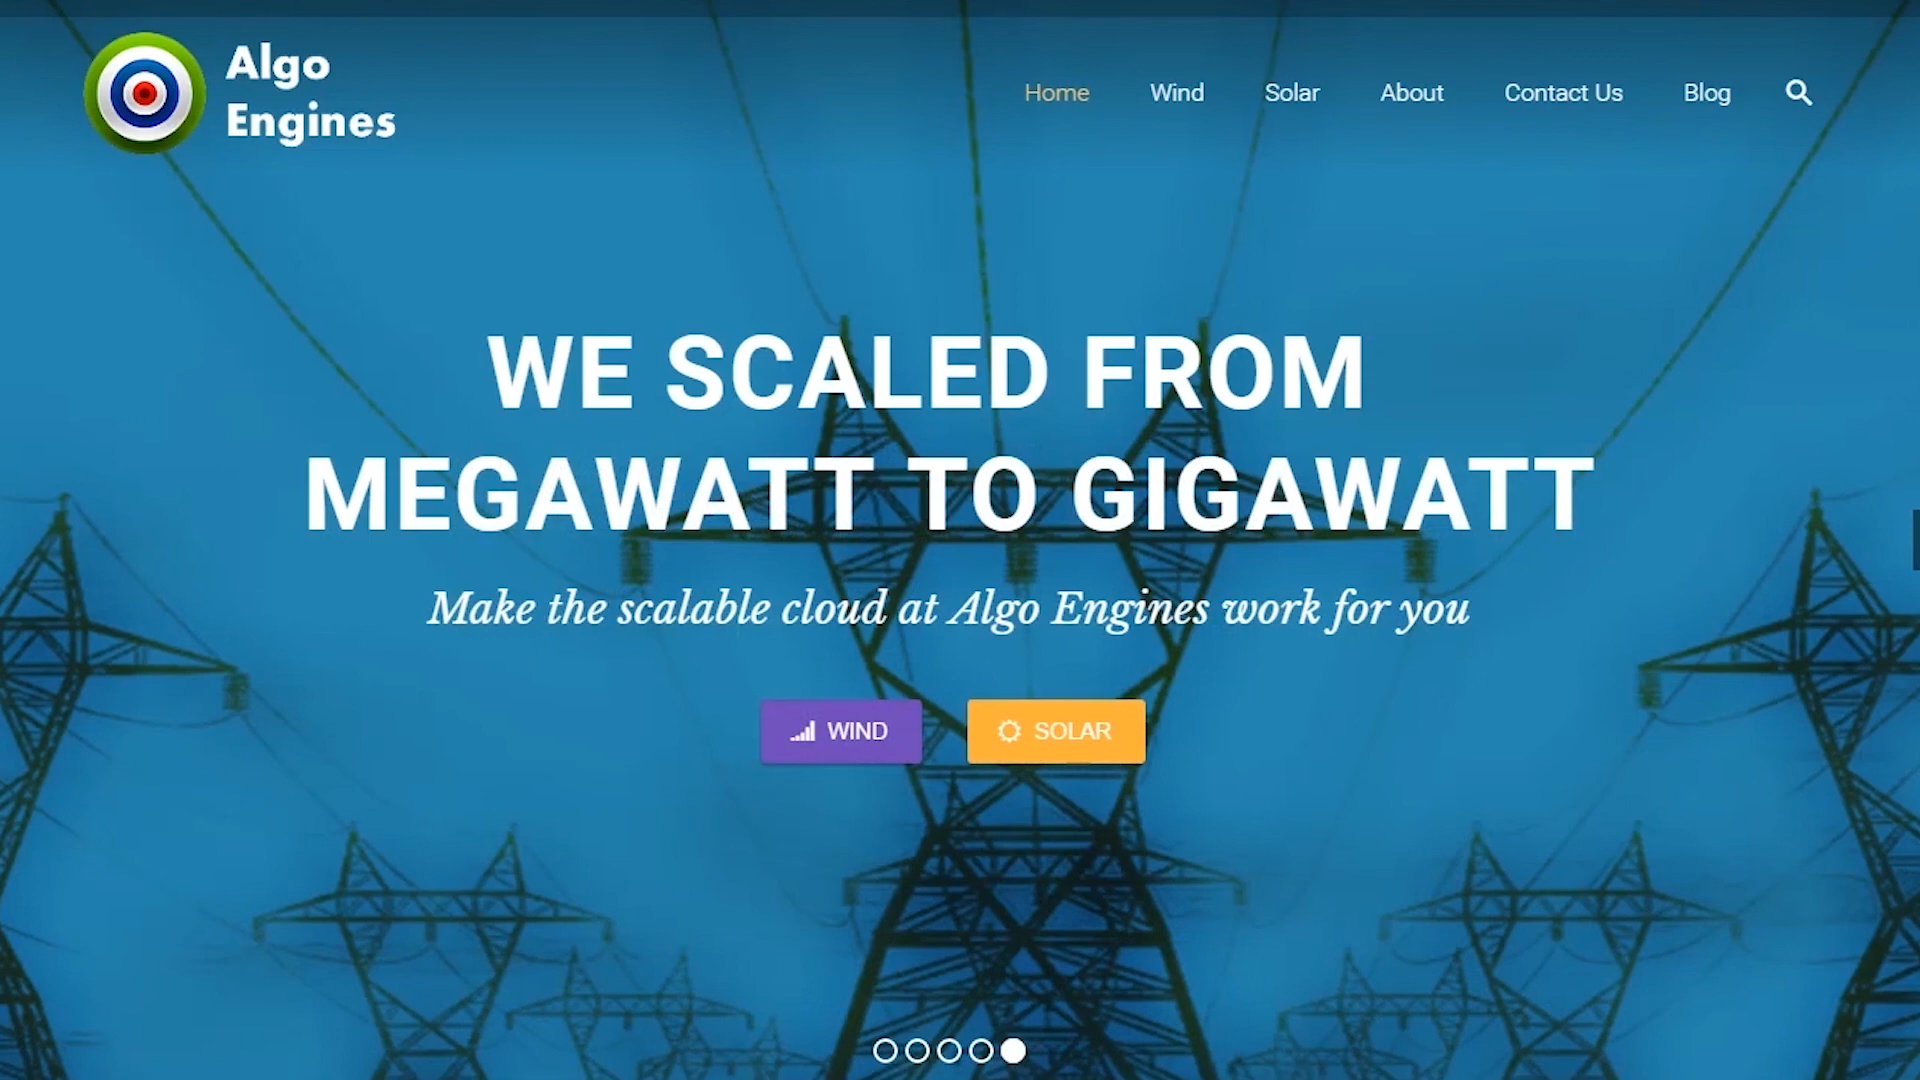 Algo
Engines
Home Wind Solar About Contact Us Blog
WE SCALED FROM
MEGAWATT TO GIGAWATT
Make the scalable cloud at Algo Engines work for you
WIND SOLAR